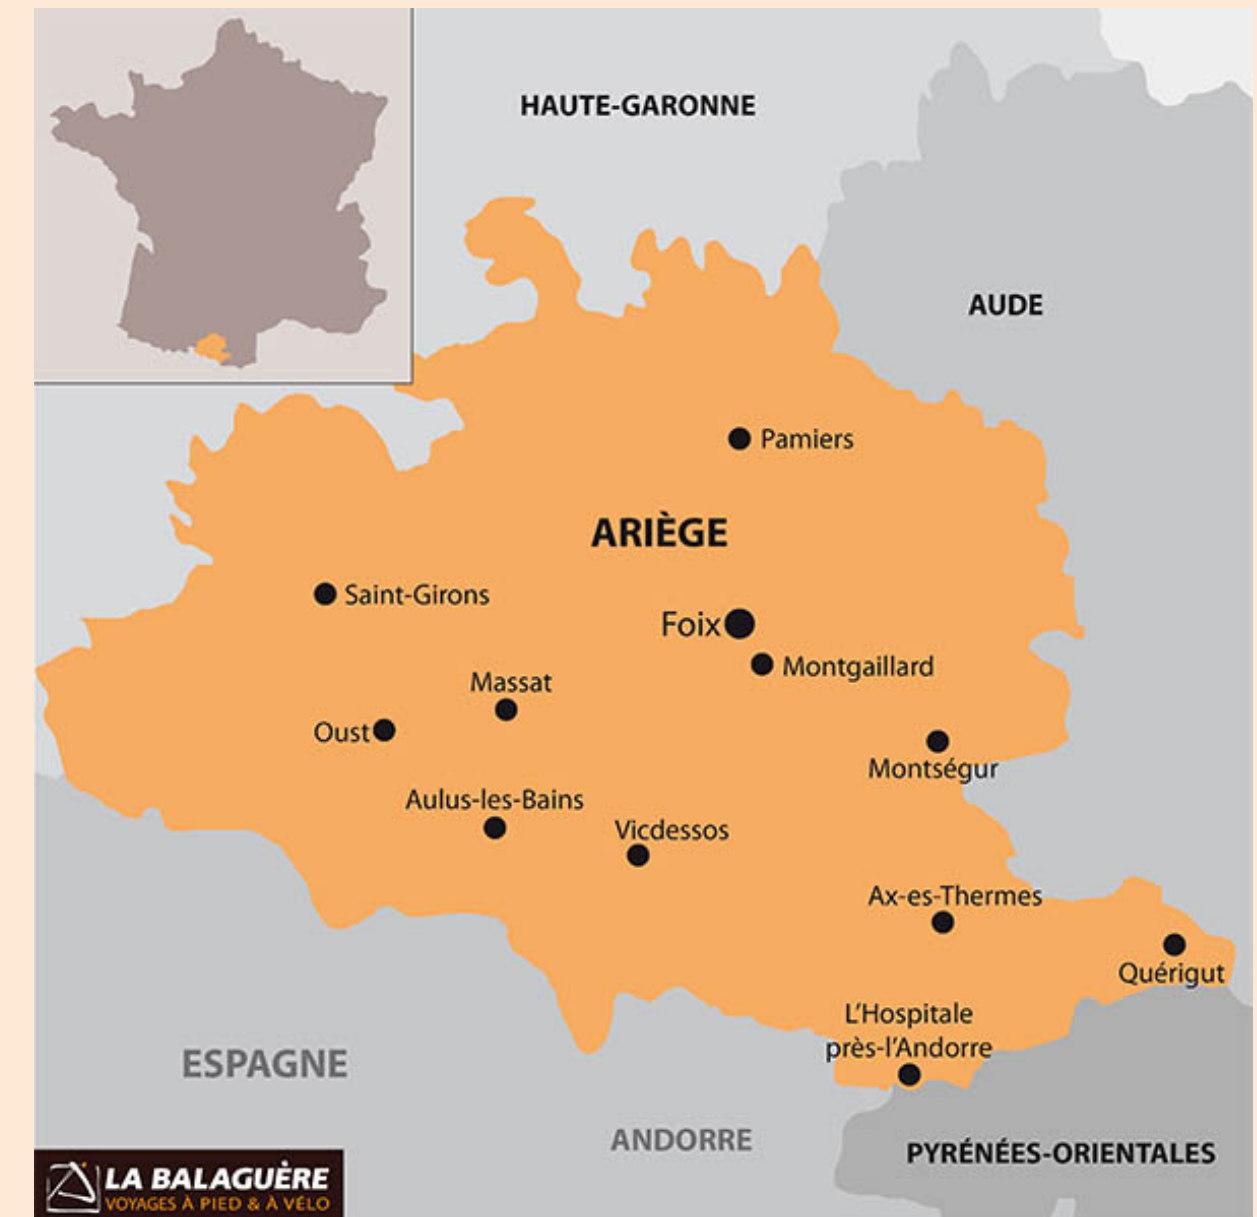 HAUTE-GARONNE
AUDE
Pamiers
ARIÈGE
Saint-Girons
Foix
Montgaillard
Massat
Oust
Montségur
Aulus-les-Bains
Vicdessos
Ax-es-Thermes
Quérigut
L'Hospitale
près-l'Andorre
ESPAGNE
ANDORRE
PYRÉNÉES-ORIENTALES
LA BALAGUÈRE
VOYAGES À PIED & À VÉLO